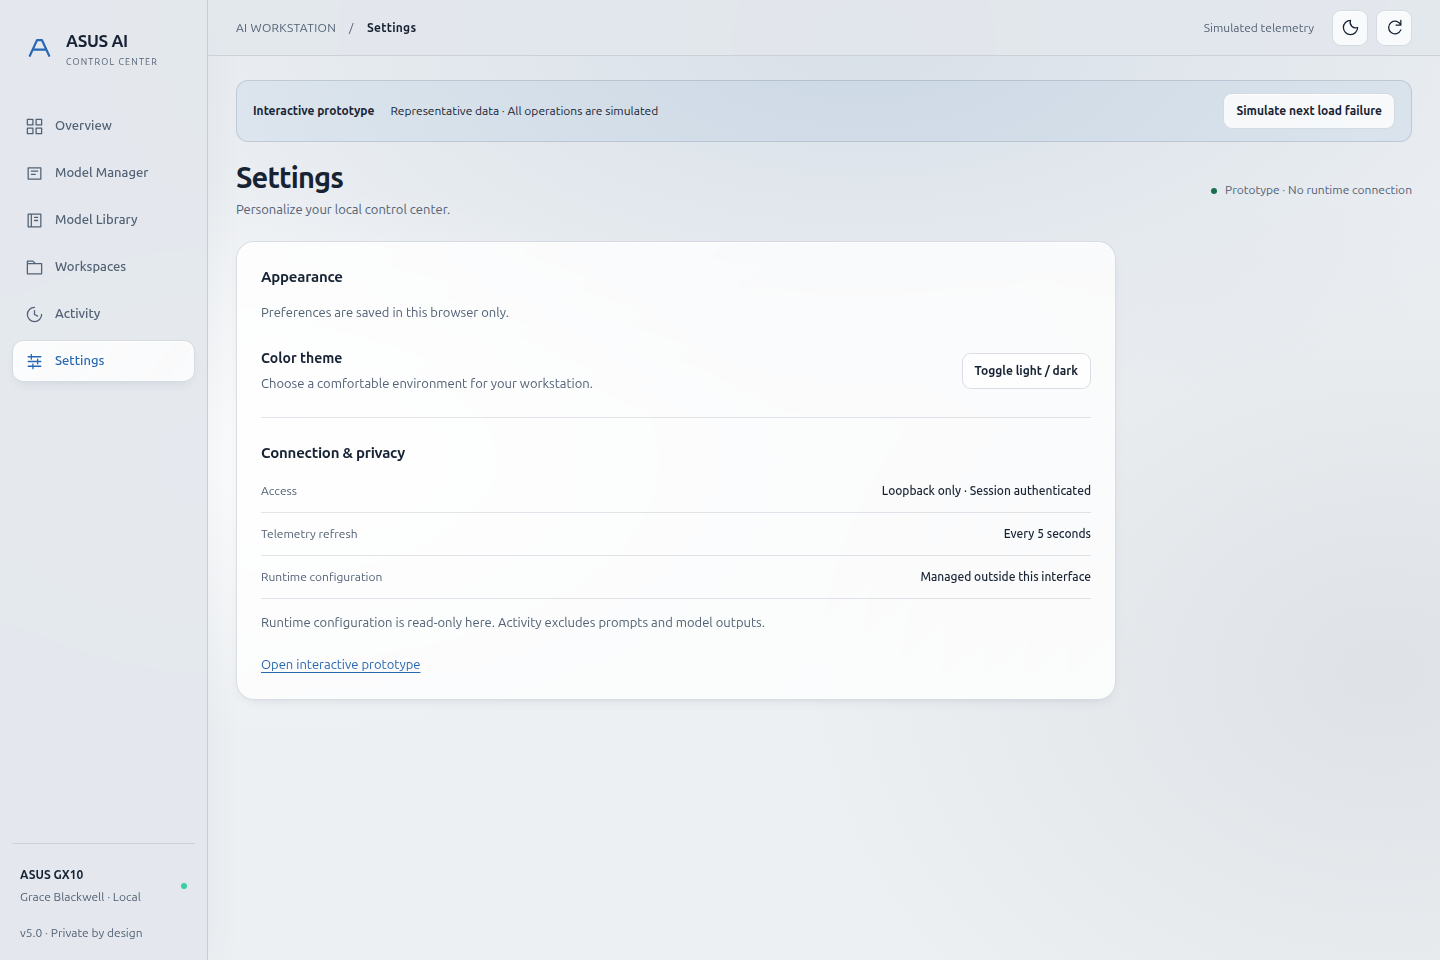 ASUS AI
CONTROL CENTER
Overview
Model Manager
Model Library
Workspaces
Activity
Settings
ASUS GX10
Grace Blackwell · Local
v5.0 · Private by design
AI WORKSTATION / Settings
Simulated telemetry
Interactive prototype Representative data · All operations are simulated
Simulate next load failure
Settings
Personalize your local control center.
Prototype · No runtime connection
Appearance
Preferences are saved in this browser only.
Color theme
Choose a comfortable environment for your workstation.
Toggle light / dark
Connection & privacy
Access Loopback only · Session authenticated
Telemetry refresh Every 5 seconds
Runtime configuration Managed outside this interface
Runtime configuration is read-only here. Activity excludes prompts and model outputs.
Open interactive prototype